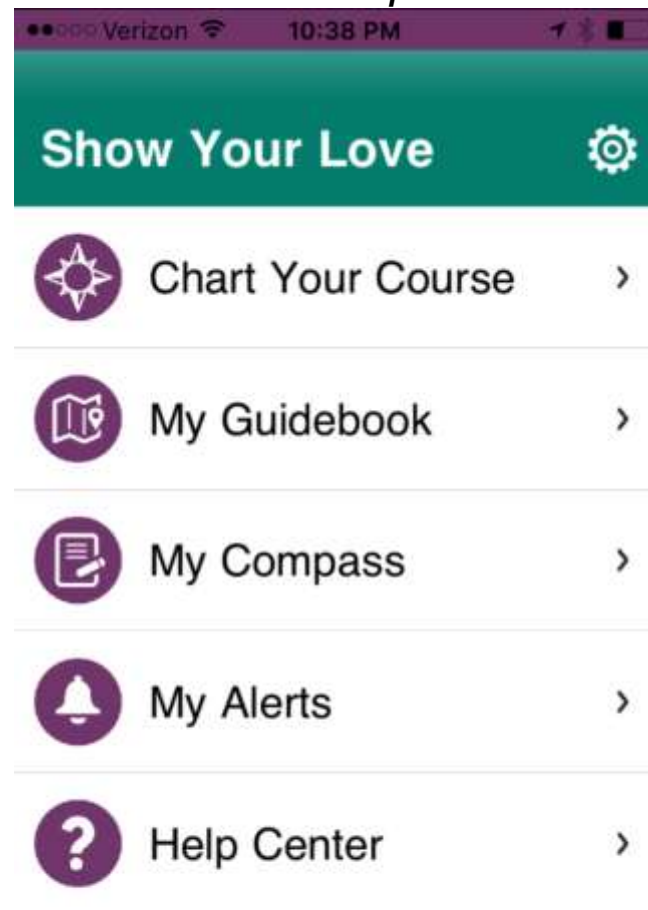 Verizon 10:38 PM
Show Your Love
Chart Your Course
My Guidebook
My Compass
My Alerts
Help Center